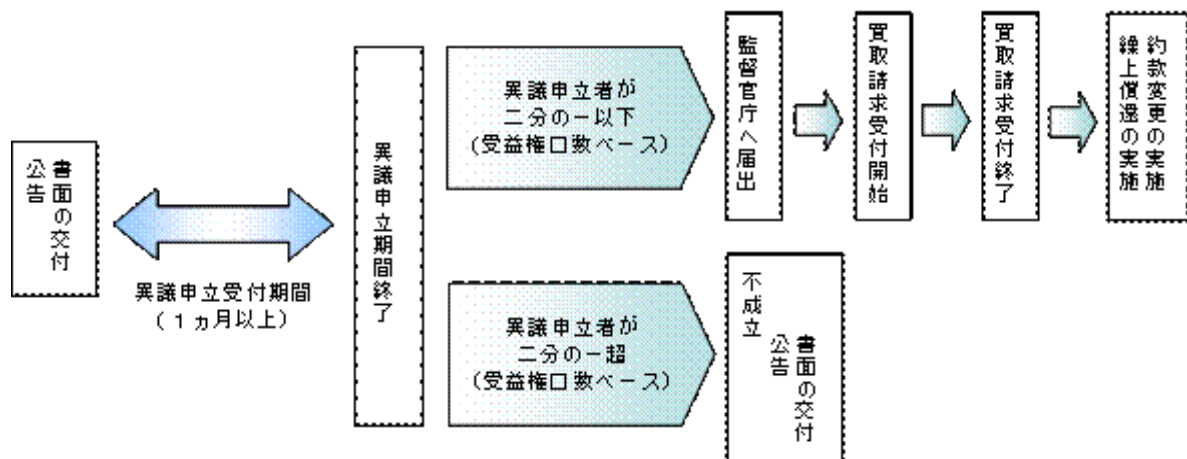 書面の交付
公告
異議申立受付期間
(1ヵ月以上)
異議申立期間終了
異議申立者が
二分の一以下
(受益権口数ベース)
監督官庁へ届出
買取請求受付開始
買取請求受付終了
約款変更の実施
繰上償還の実施
異議申立者が
二分の一超
(受益権口数ベース)
不成立
書面の交付
公告